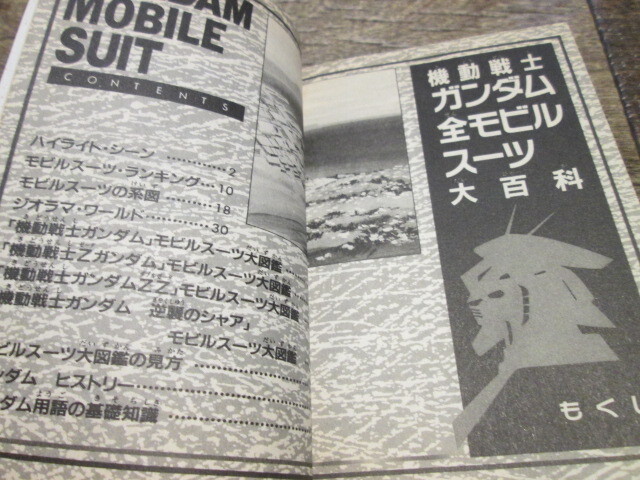 DAM
MOBILE
SUIT
CONTENTS
ハイライト・シーン ……………2
モビルスーツ・ランキング…10
モビルスーツの系図…………18
ジオラマ・ワールド…………30
「機動戦士ガンダム」モビルスーツ大図鑑……
「機動戦士Zガンダム」モビルスーツ大図鑑……
「機動戦士ガンダムZZ」モビルスーツ大図鑑
機動戦士ガンダム 逆襲のシャア」
モビルスーツ大図鑑
ビルスーツ大図鑑の見方 ……………
ンダム ヒストリー……………
ダム用語の基礎知識 ……………
機動戦士
ガンダム
全モビル
スーツ
大百科
もくし